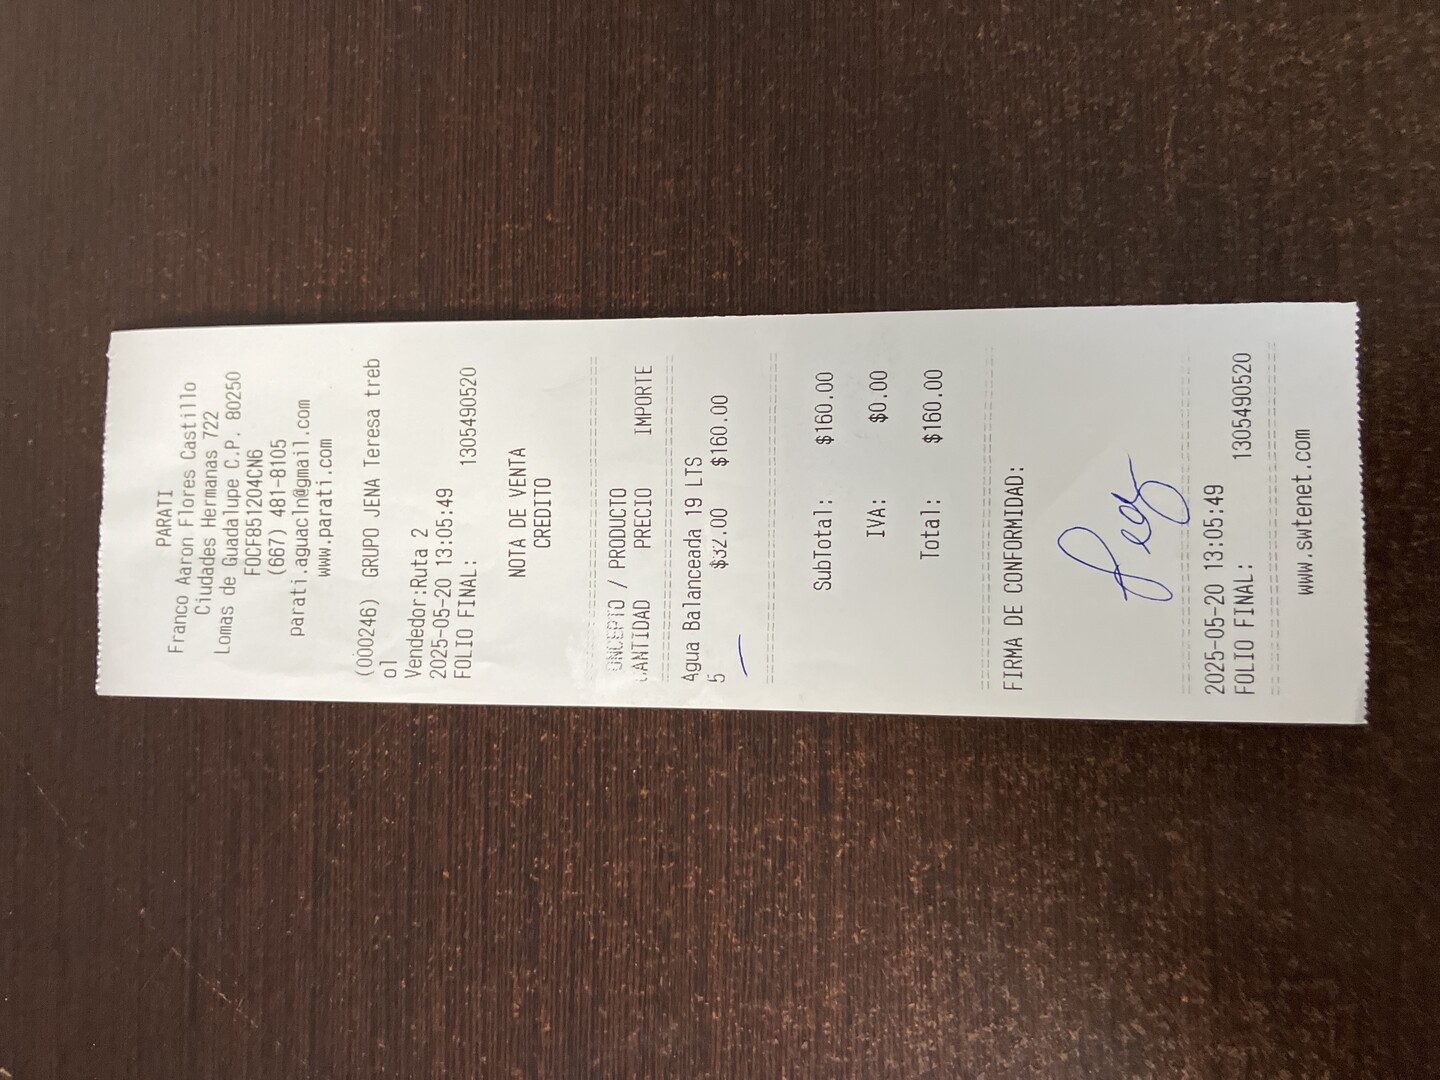 PARATI
Franco Aaron Flores Castillo
Ciudades Hermanas 722
Lomas de Guadalupe C.P. 80250
FOCF851204CN6
(667) 481-8105
parati.aguacln@gmail.com
www.parati.com
(000246) GRUPO JENA Teresa treb
ol
Vendedor:Ruta 2
2025-05-20 13:05:49
FOLIO FINAL: 1305490520
NOTA DE VENTA
CREDITO
ONCEPTO / PRODUCTO
CANTIDAD PRECIO IMPORTE
Agua Balanceada 19 LTS
5 $32.00 $160.00
SubTotal: $160.00
IVA: $0.00
Total: $160.00
FIRMA DE CONFORMIDAD:
2025-05-20 13:05:49
FOLIO FINAL: 1305490520
www.swtenet.com